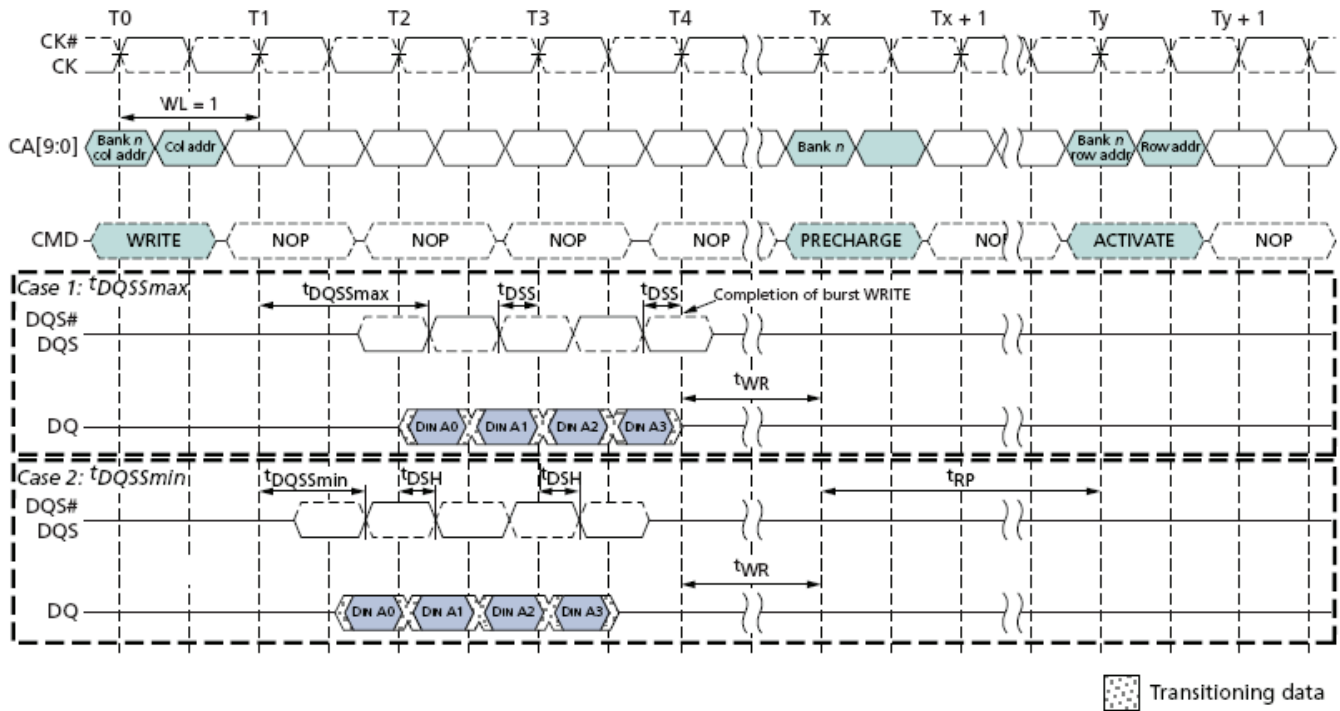 T0 T1 T2 T3 T4 Tx Tx + 1 Ty Ty + 1
CK#
CK
WL = 1
CA[9:0] Bank n col addr Col addr Bank n Bank n row addr Row addr
CMD WRITE NOP NOP NOP NOP PRECHARGE NOP ACTIVATE NOP
Case 1: tDQSSmax
tDQSSmax tDSS tDSS Completion of burst WRITE
DQS#
DQS
tWR
DQ DIN A0 DIN A1 DIN A2 DIN A3
Case 2: tDQSSmin
tDQSSmin tDSH tDSH tRP
DQS#
DQS
tWR
DQ DIN A0 DIN A1 DIN A2 DIN A3
Transitioning data